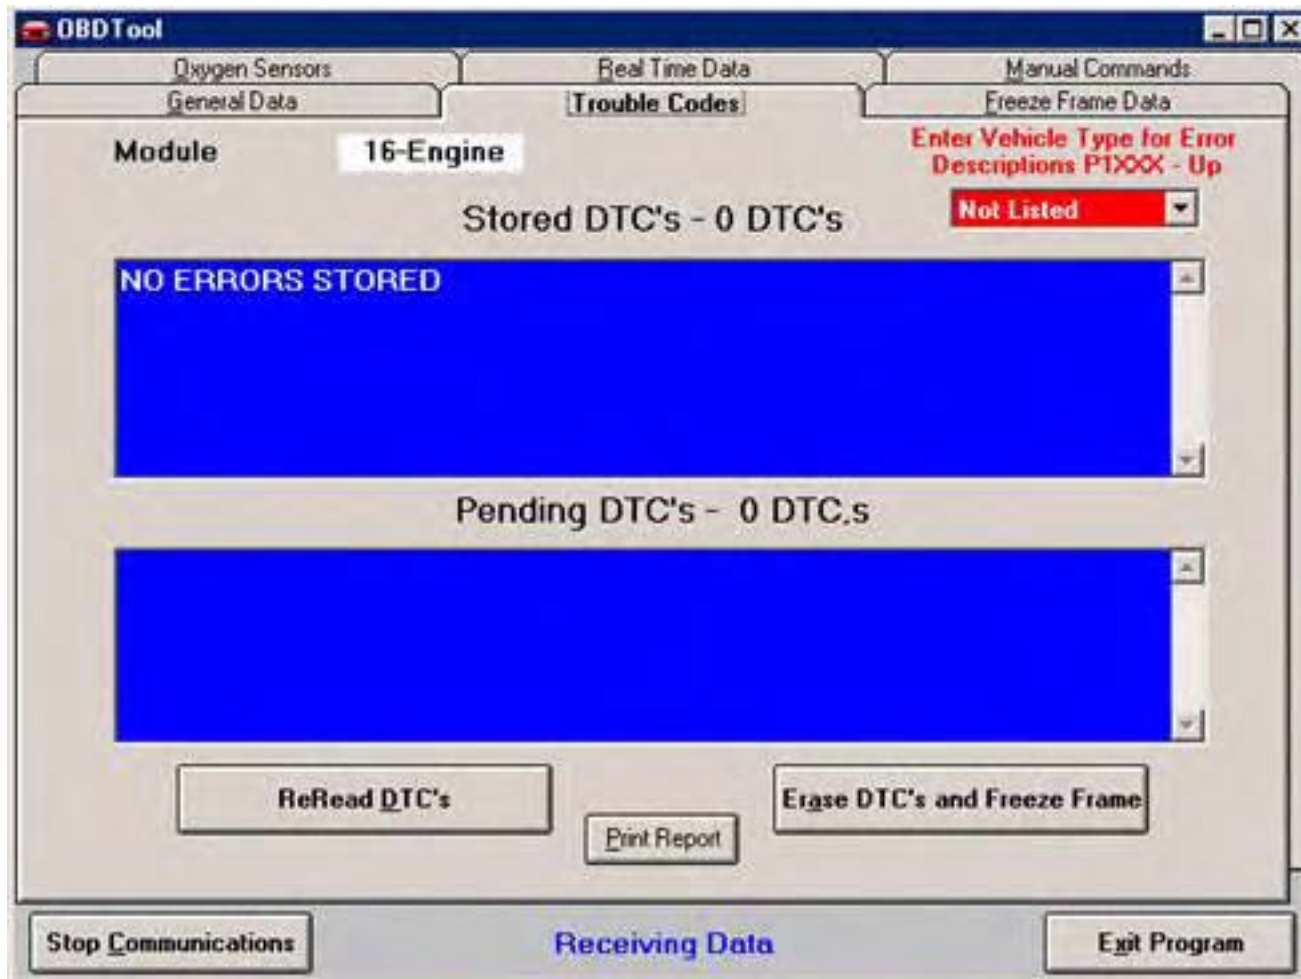 OBDTool
Oxygen Sensors Real Time Data Manual Commands
General Data Trouble Codes Freeze Frame Data
Module 16-Engine
Enter Vehicle Type for Error
Descriptions P1XXX - Up
Not Listed
Stored DTC's - 0 DTC's
NO ERRORS STORED
Pending DTC's - 0 DTC,s
ReRead DTC's
Erase DTC's and Freeze Frame
Print Report
Stop Communications
Receiving Data
Exit Program